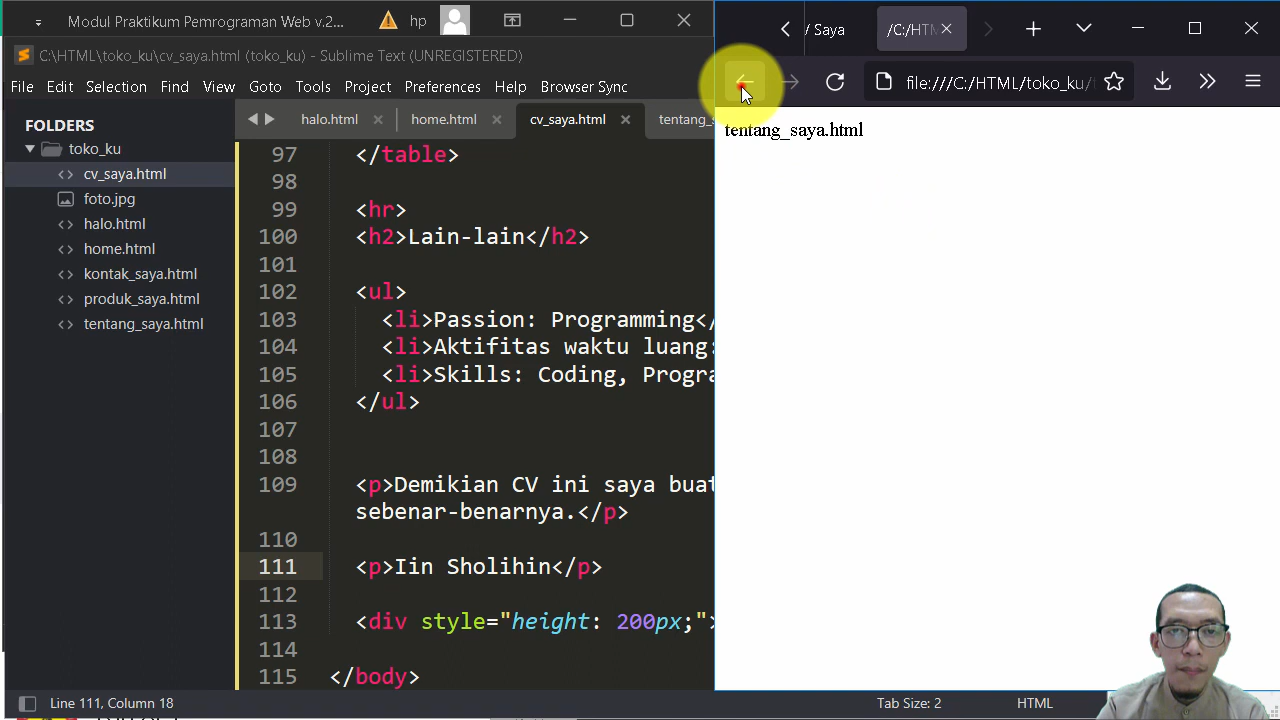 Modul Praktikum Pemrograman Web v.2...
hp
C:\HTML\toko_ku\cv_saya.html (toko_ku) - Sublime Text (UNREGISTERED)
File Edit Selection Find View Goto Tools Project Preferences Help Browser Sync
FOLDERS
toko_ku
cv_saya.html
foto.jpg
halo.html
home.html
kontak_saya.html
produk_saya.html
tentang_saya.html
halo.html
home.html
cv_saya.html
tentang_s
97 </table>
98
99 <hr>
100 <h2>Lain-lain</h2>
101
102 <ul>
103 <li>Passion: Programming</
104 <li>Aktifitas waktu luang:
105 <li>Skills: Coding, Progra
106 </ul>
107
108
109 <p>Demikian CV ini saya buat
sebenar-benarnya.</p>
110
111 <p>Iin Sholihin</p>
112
113 <div style="height: 200px;">
114
115 </body>
Line 111, Column 18
Tab Size: 2
HTML
/ Saya
/C:/HTM
file:///C:/HTML/toko_ku/
tentang_saya.html